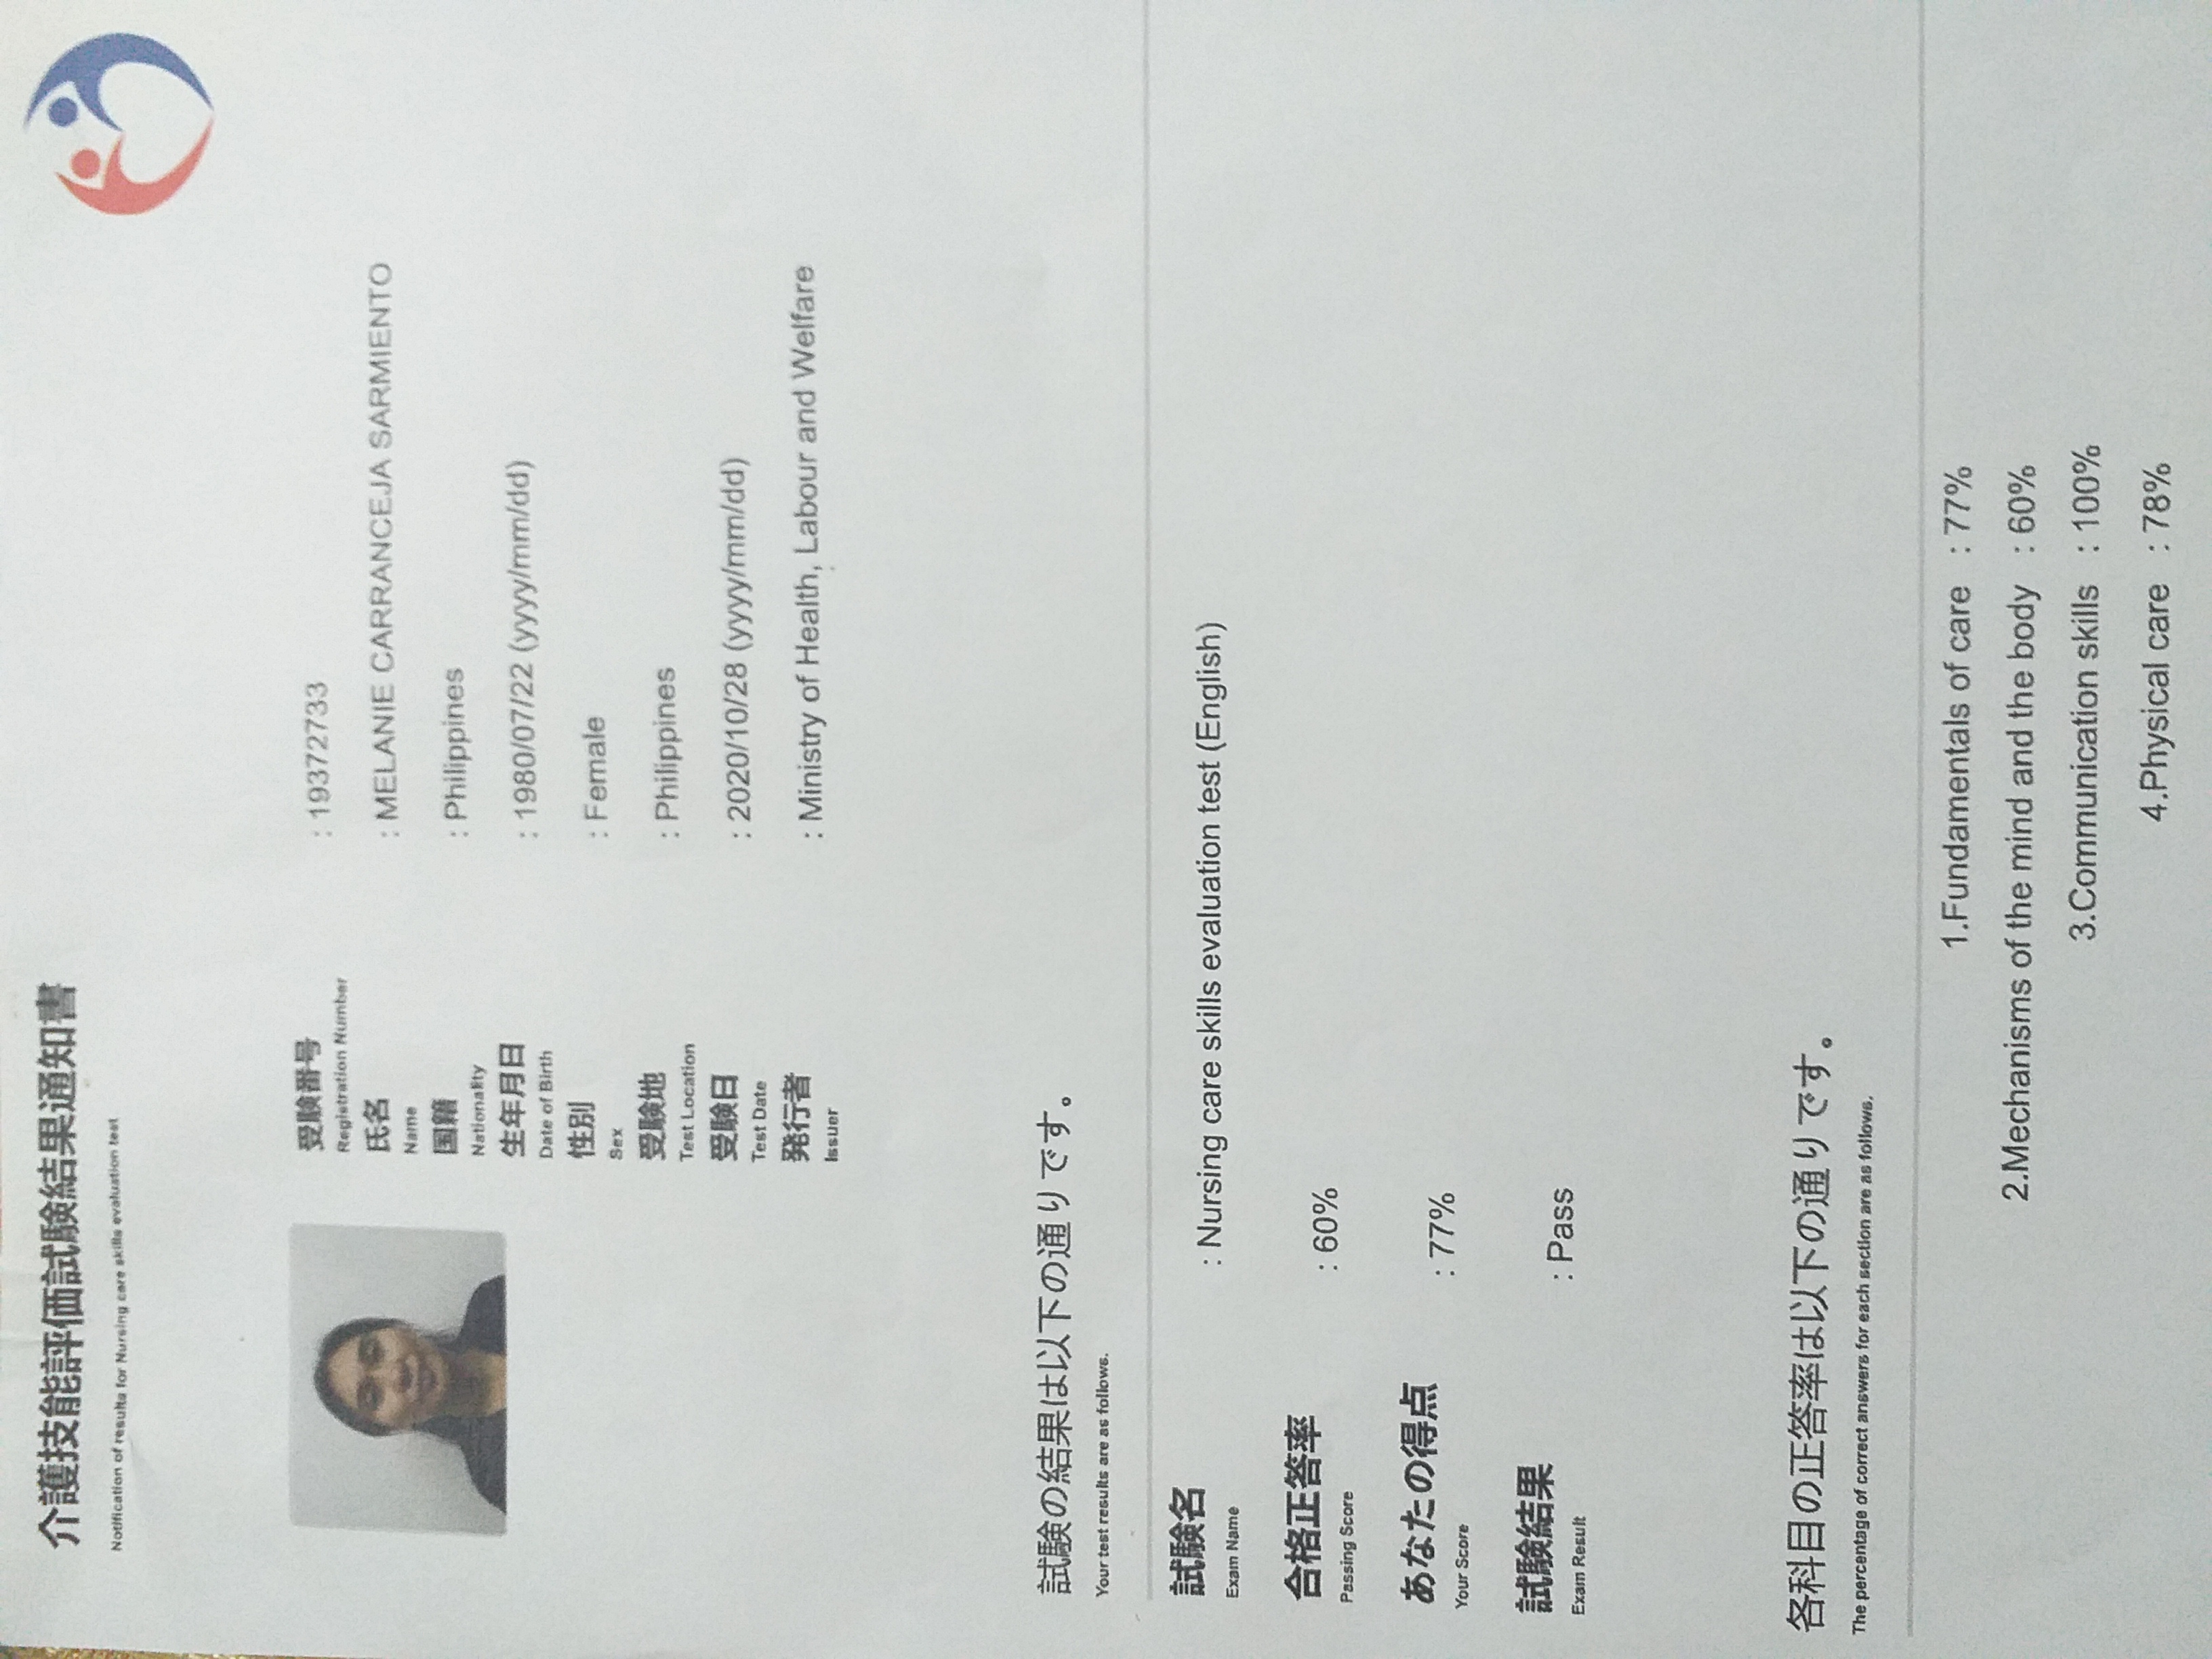 介護技能評価試験結果通知書
Notification of results for Nursing care skills evaluation test
受験番号 : 19372733
Registration Number
氏名 : MELANIE CARRANCEJA SARMIENTO
Name
国籍 : Philippines
Nationality
生年月日 : 1980/07/22 (yyyy/mm/dd)
Date of Birth
性別 : Female
Sex
受験地 : Philippines
Test Location
受験日 : 2020/10/28 (yyyy/mm/dd)
Test Date
発行者 : Ministry of Health, Labour and Welfare
Issuer
試験の結果は以下の通りです。
Your test results are as follows.
試験名 : Nursing care skills evaluation test (English)
Exam Name
合格正答率 : 60%
Passing Score
あなたの得点 : 77%
Your Score
試験結果 : Pass
Exam Result
各科目の正答率は以下の通りです。
The percentage of correct answers for each section are as follows.
1.Fundamentals of care : 77%
2.Mechanisms of the mind and the body : 60%
3.Communication skills : 100%
4.Physical care : 78%